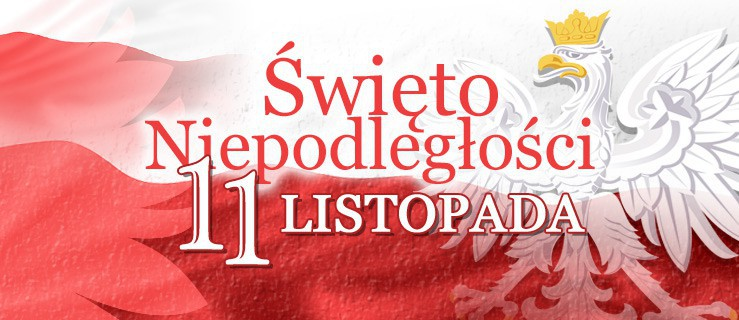 Święto
Niepodległości
11 LISTOPADA